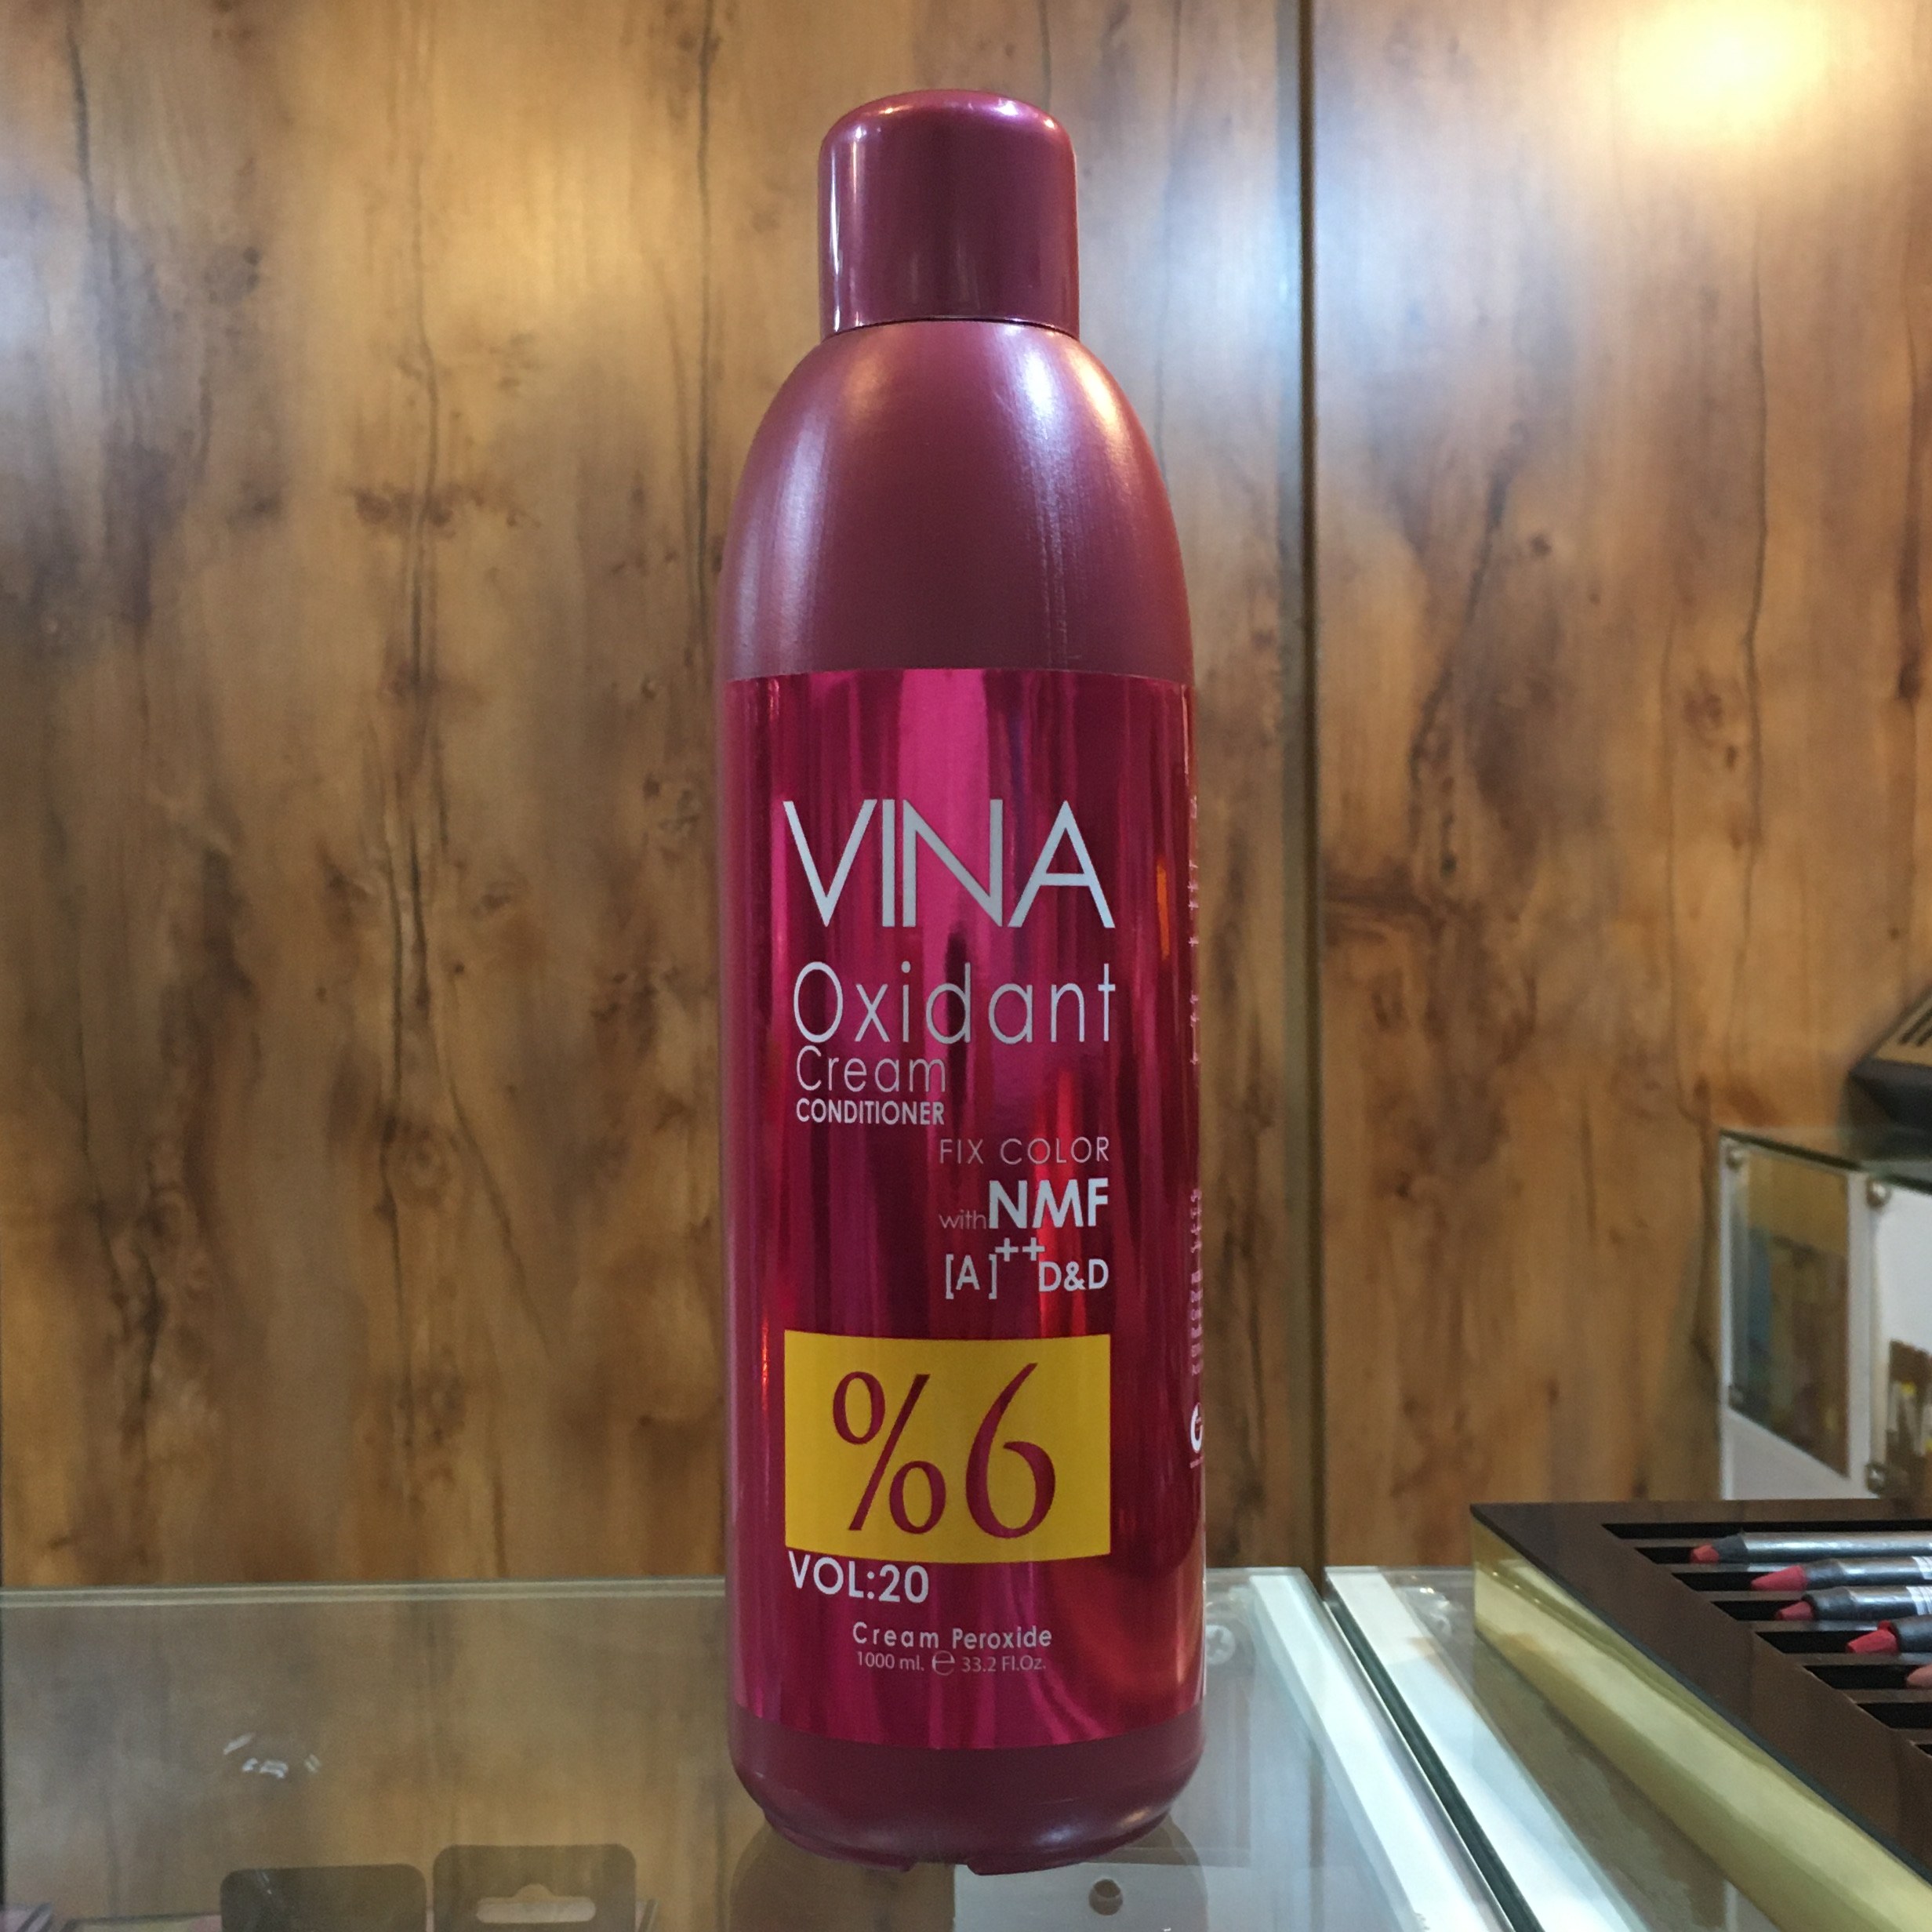 VINA
Oxidant
Cream
CONDITIONER
FIX COLOR
with NMF
[A]++ D&D
%6
VOL:20
Cream Peroxide
1000 ml. ℮ 33.2 Fl.Oz.